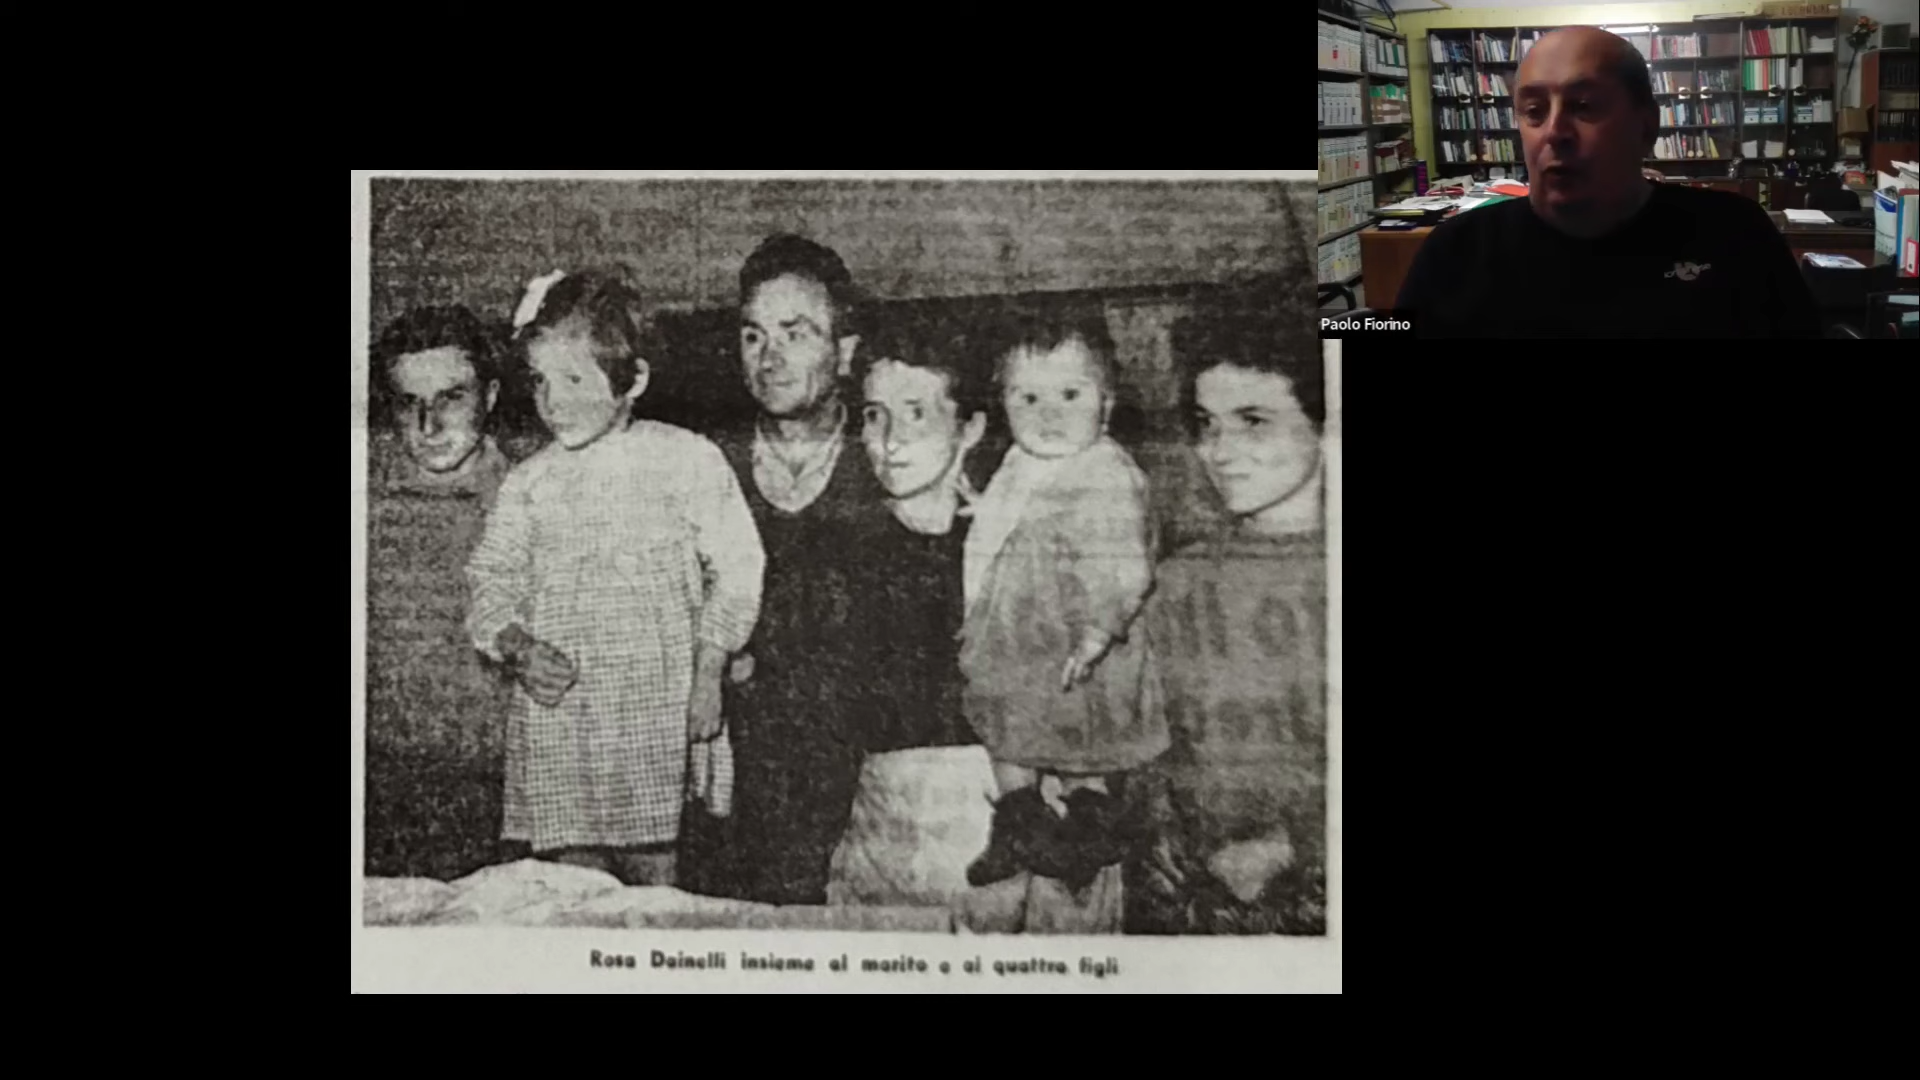 Paolo Fiorino
Rosa Dainelli insieme al marito e ai quattro figli